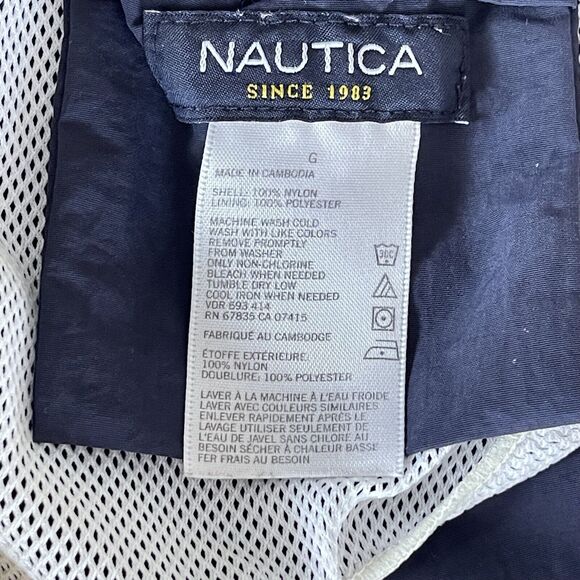 NAUTICA
SINCE 1983
G
MADE IN CAMBODIA
SHELL: 100% NYLON
LINING: 100% POLYESTER
MACHINE WASH COLD
WASH WITH LIKE COLORS
REMOVE PROMPTLY
FROM WASHER
ONLY NON-CHLORINE
BLEACH WHEN NEEDED
TUMBLE DRY LOW
COOL IRON WHEN NEEDED
VDR 593 414
RN 67835 CA 07415
30C
FABRIQUÉ AU CAMBODGE
ÉTOFFE EXTÉRIEURE:
100% NYLON
DOUBLURE: 100% POLYESTER
LAVER À LA MACHINE À L'EAU FROIDE
LAVER AVEC COULEURS SIMILAIRES
ENLEVER RAPIDEMENT APRÉS LE
LAVAGE UTILISER SEULEMENT DE
L'EAU DE JAVEL SANS CHLORE AU
BESOIN SÉCHER À CHALEUR BASSE
FER FRAIS AU BESOIN